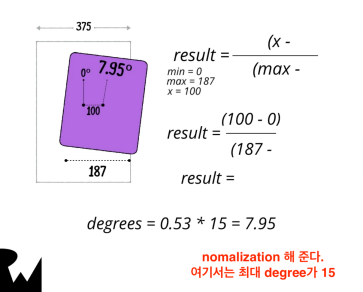 375
0° 7.95°
100
187
result = (x -
(max -
min = 0
max = 187
x = 100
result = (100 - 0)
(187 -
result =
degrees = 0.53 * 15 = 7.95
nomalization 해 준다.
여기서는 최대 degree가 15